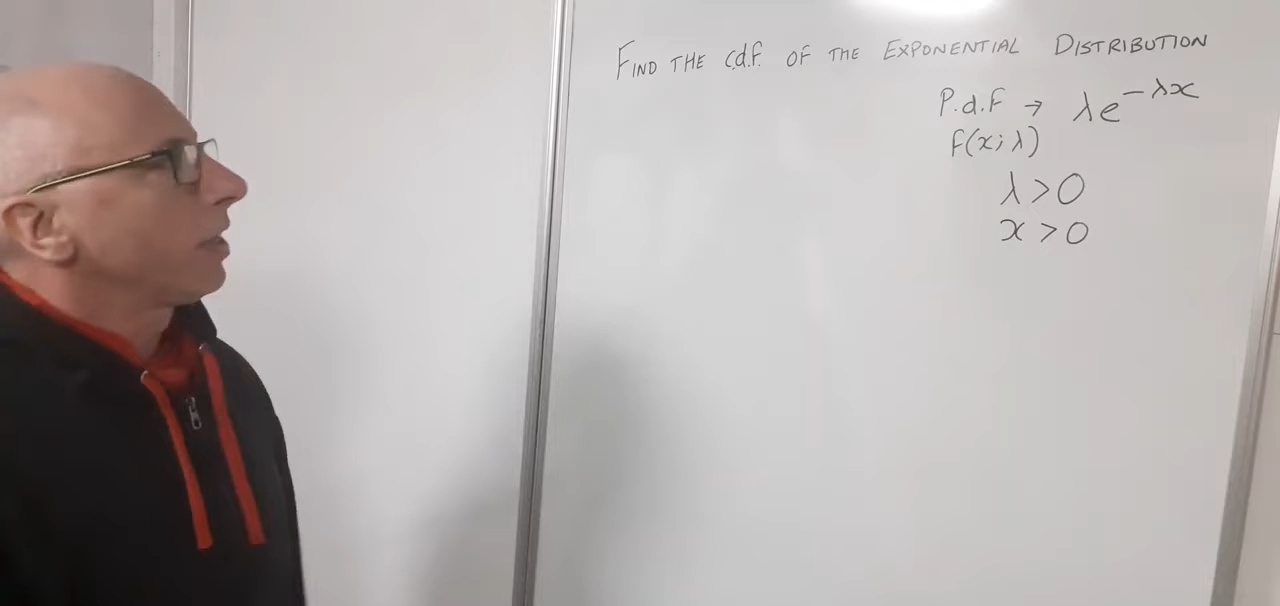 FIND THE c.d.f. OF THE EXPONENTIAL DISTRIBUTION
P.d.F → λe^{-λx}
F(x; λ)
λ > 0
x > 0